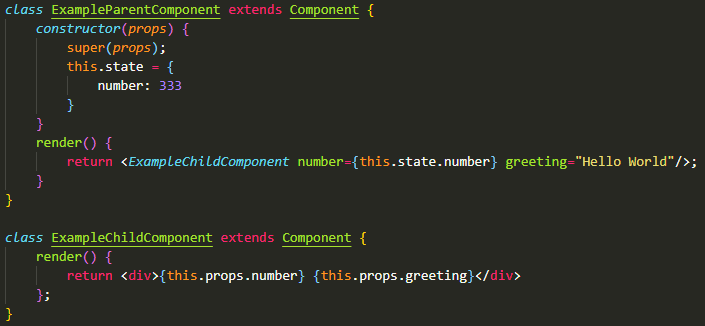 class ExampleParentComponent extends Component {
    constructor(props) {
        super(props);
        this.state = {
            number: 333
        }
    }
    render() {
        return <ExampleChildComponent number={this.state.number} greeting="Hello World"/>;
    }
}

class ExampleChildComponent extends Component {
    render() {
        return <div>{this.props.number} {this.props.greeting}</div>
    };
}